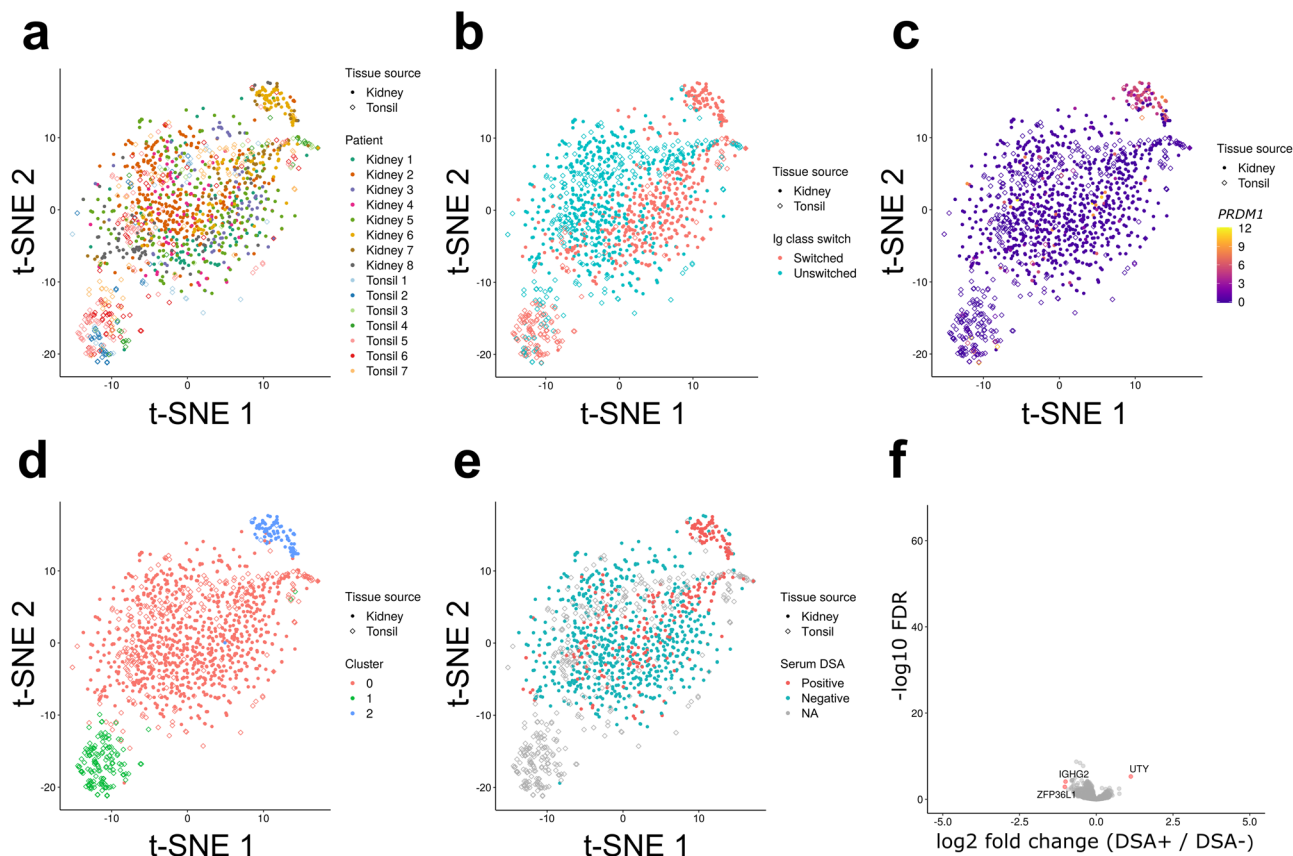 a
t-SNE 2
10
0
-10
-20
-10
0
10
t-SNE 1
Tissue source
Kidney
Tonsil
Patient
Kidney 1
Kidney 2
Kidney 3
Kidney 4
Kidney 5
Kidney 6
Kidney 7
Kidney 8
Tonsil 1
Tonsil 2
Tonsil 3
Tonsil 4
Tonsil 5
Tonsil 6
Tonsil 7
b
t-SNE 2
10
0
-10
-20
-10
0
10
t-SNE 1
Tissue source
Kidney
Tonsil
Ig class switch
Switched
Unswitched
c
t-SNE 2
10
0
-10
-20
-10
0
10
t-SNE 1
Tissue source
Kidney
Tonsil
PRDM1
12
9
6
3
0
d
t-SNE 2
10
0
-10
-20
-10
0
10
t-SNE 1
Tissue source
Kidney
Tonsil
Cluster
0
1
2
e
t-SNE 2
10
0
-10
-20
-10
0
10
t-SNE 1
Tissue source
Kidney
Tonsil
Serum DSA
Positive
Negative
NA
f
-log10 FDR
60
40
20
0
IGHG2
UTY
ZFP36L1
-5.0
-2.5
0.0
2.5
5.0
log2 fold change (DSA+ / DSA-)